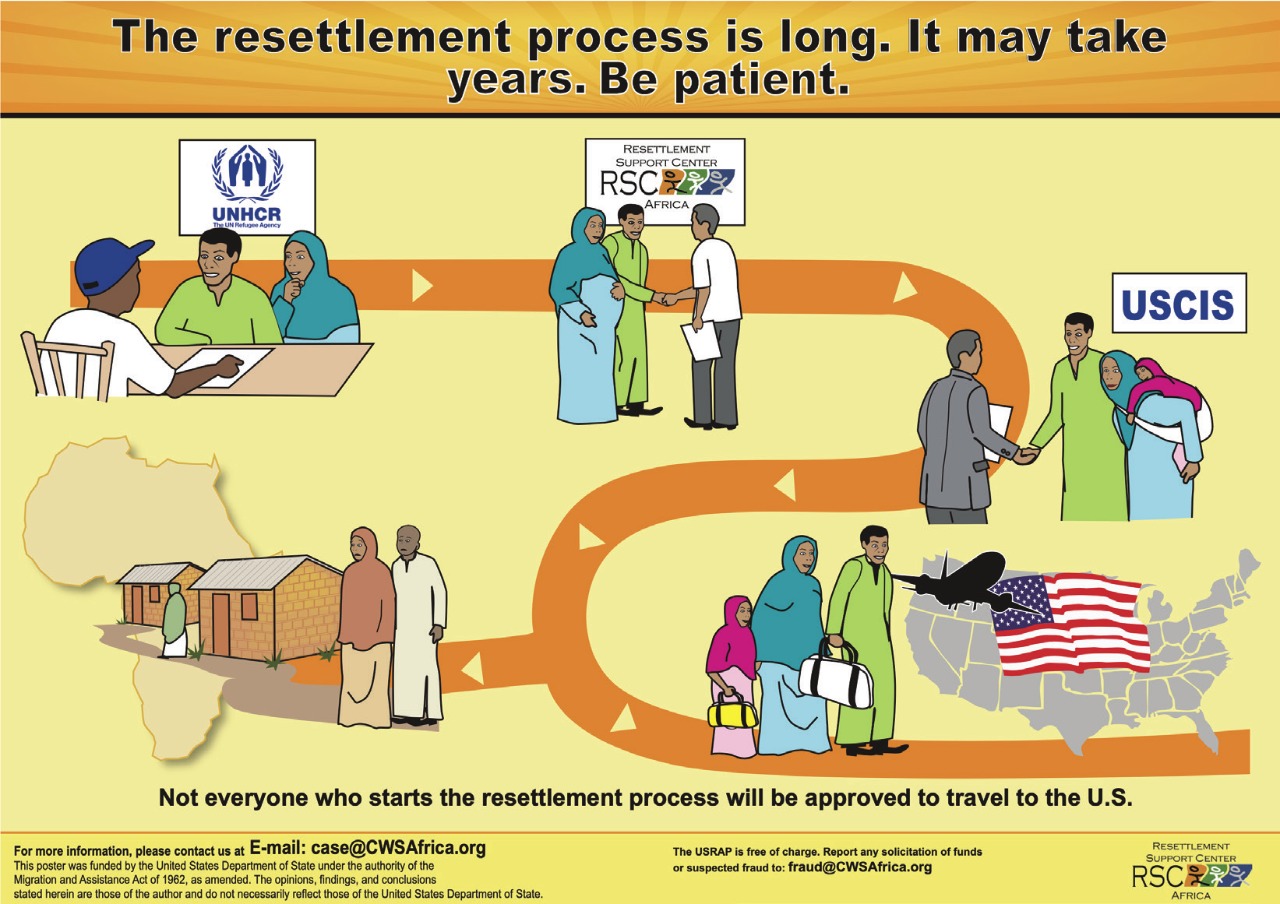 The resettlement process is long. It may take
years. Be patient.
UNHCR
The UN Refugee Agency
RESETTLEMENT
SUPPORT CENTER
RSC
AFRICA
USCIS
Not everyone who starts the resettlement process will be approved to travel to the U.S.
For more information, please contact us at E-mail: case@CWSAfrica.org
This poster was funded by the United States Department of State under the authority of the
Migration and Assistance Act of 1962, as amended. The opinions, findings, and conclusions
stated herein are those of the author and do not necessarily reflect those of the United States Department of State.
The USRAP is free of charge. Report any solicitation of funds
or suspected fraud to: fraud@CWSAfrica.org
RESETTLEMENT
SUPPORT CENTER
RSC
AFRICA